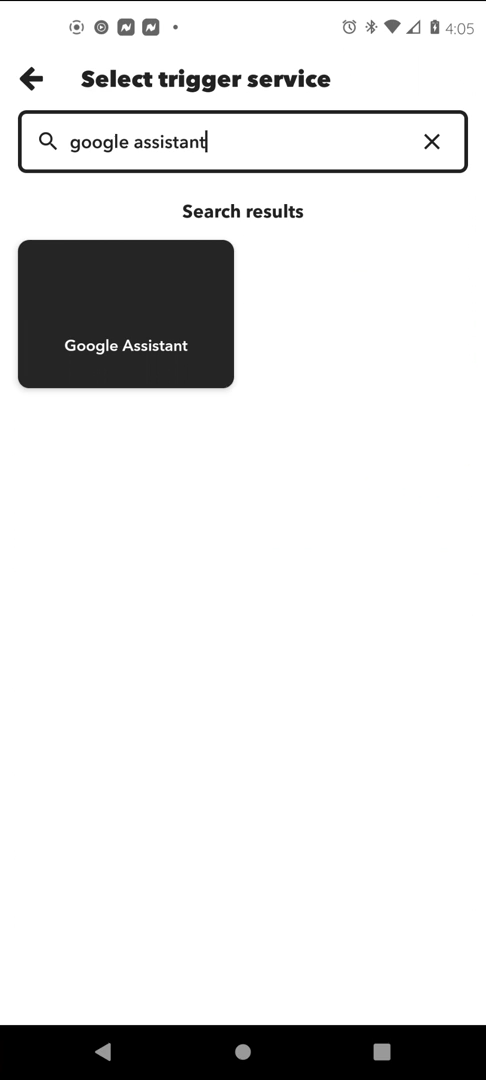 4:05
Select trigger service
google assistant
Search results
Google Assistant